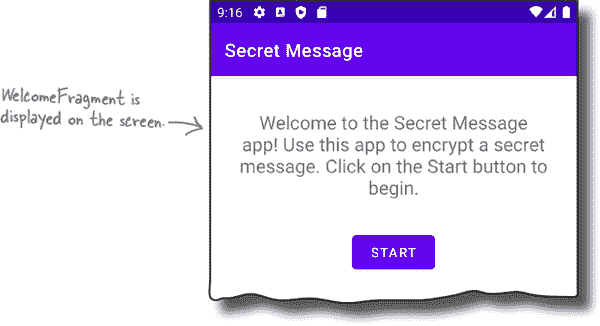 9:16
Secret Message
WelcomeFragment is
displayed on the screen.
Welcome to the Secret Message
app! Use this app to encrypt a secret
message. Click on the Start button to
begin.
START